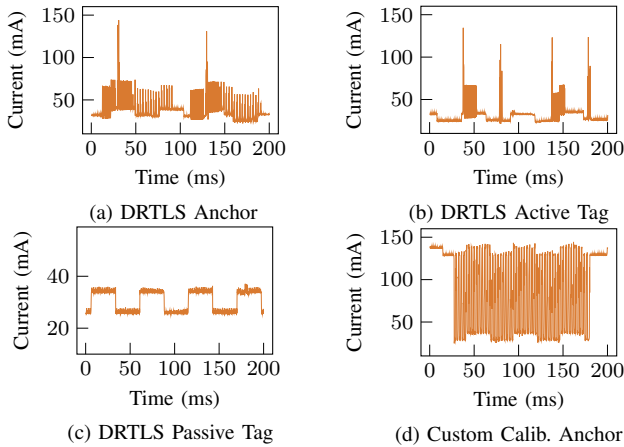 150
100
50
Current (mA)
0 50 100 150 200
Time (ms)
(a) DRTLS Anchor
150
100
50
Current (mA)
0 50 100 150 200
Time (ms)
(b) DRTLS Active Tag
40
20
Current (mA)
0 50 100 150 200
Time (ms)
(c) DRTLS Passive Tag
150
100
50
Current (mA)
0 50 100 150 200
Time (ms)
(d) Custom Calib. Anchor